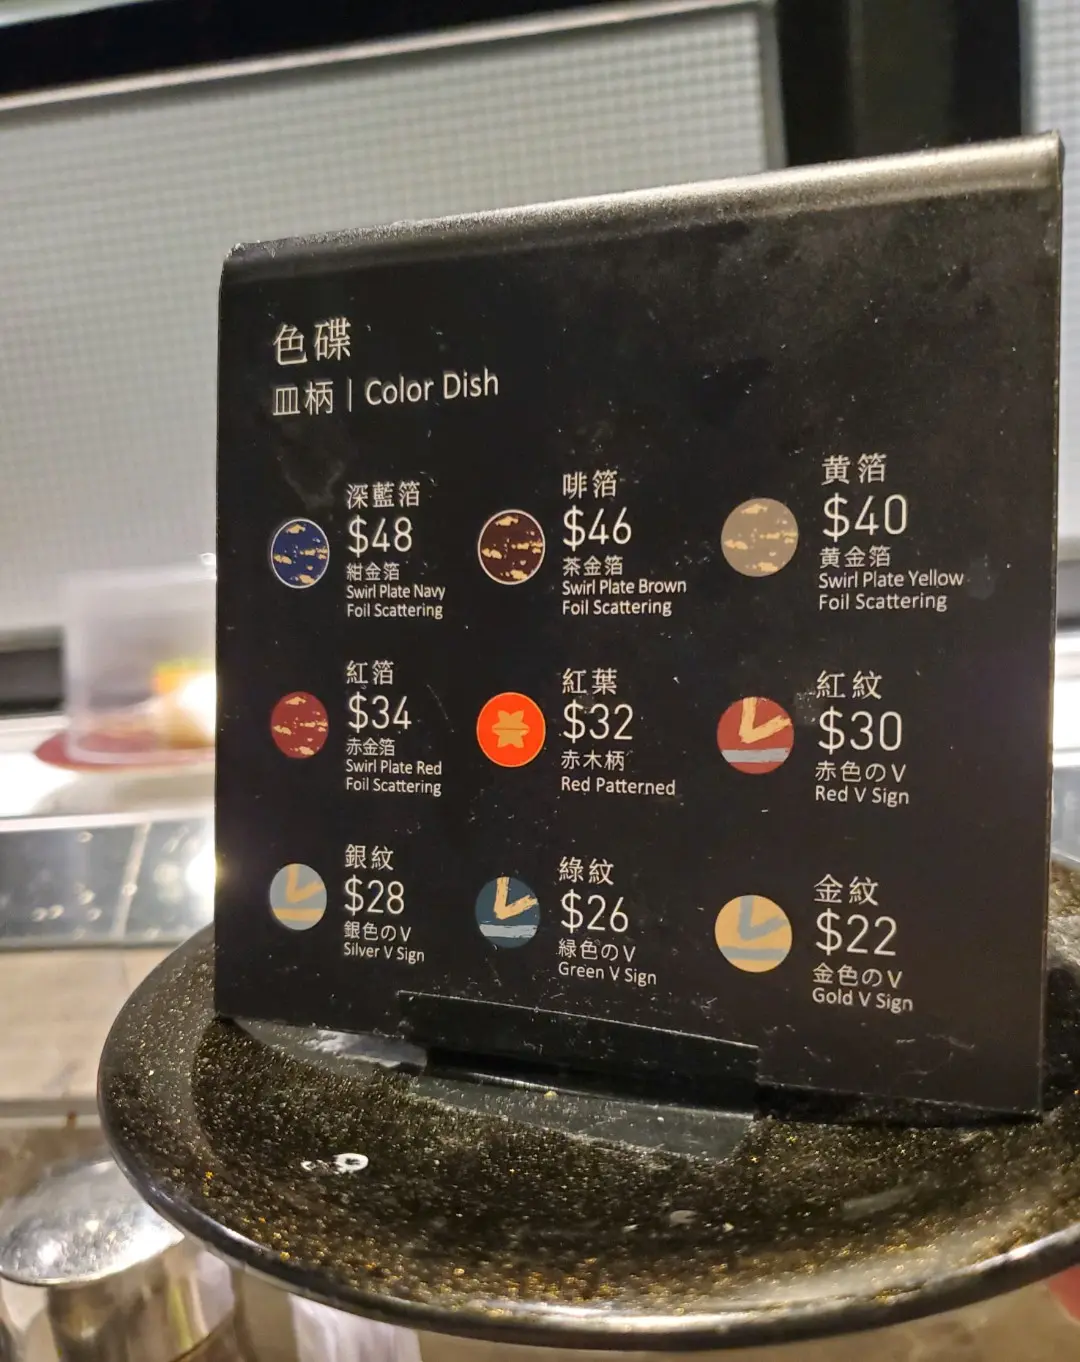 色碟
皿柄 | Color Dish
深藍箔
$48
紺金箔
Swirl Plate Navy
Foil Scattering
啡箔
$46
茶金箔
Swirl Plate Brown
Foil Scattering
黄箔
$40
黄金箔
Swirl Plate Yellow
Foil Scattering
紅箔
$34
赤金箔
Swirl Plate Red
Foil Scattering
紅葉
$32
赤木柄
Red Patterned
紅紋
$30
赤色のV
Red V Sign
銀紋
$28
銀色のV
Silver V Sign
綠紋
$26
緑色のV
Green V Sign
金紋
$22
金色のV
Gold V Sign